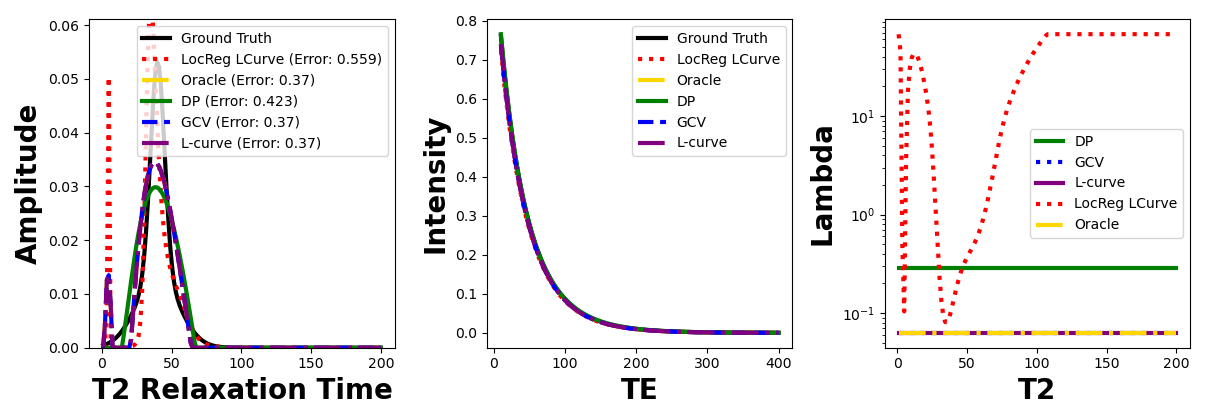 Amplitude
0.06
0.05
0.04
0.03
0.02
0.01
0.00
0 50 100 150 200
T2 Relaxation Time
Ground Truth
LocReg LCurve (Error: 0.559)
Oracle (Error: 0.37)
DP (Error: 0.423)
GCV (Error: 0.37)
L-curve (Error: 0.37)
Intensity
0.8
0.7
0.6
0.5
0.4
0.3
0.2
0.1
0.0
0 100 200 300 400
TE
Ground Truth
LocReg LCurve
Oracle
DP
GCV
L-curve
Lambda
10¹
10⁰
10⁻¹
0 50 100 150 200
T2
DP
GCV
L-curve
LocReg LCurve
Oracle